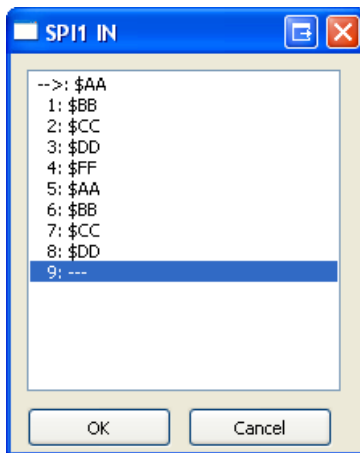 SPI1 IN
-->: $AA
1: $BB
2: $CC
3: $DD
4: $FF
5: $AA
6: $BB
7: $CC
8: $DD
9: ---
OK Cancel